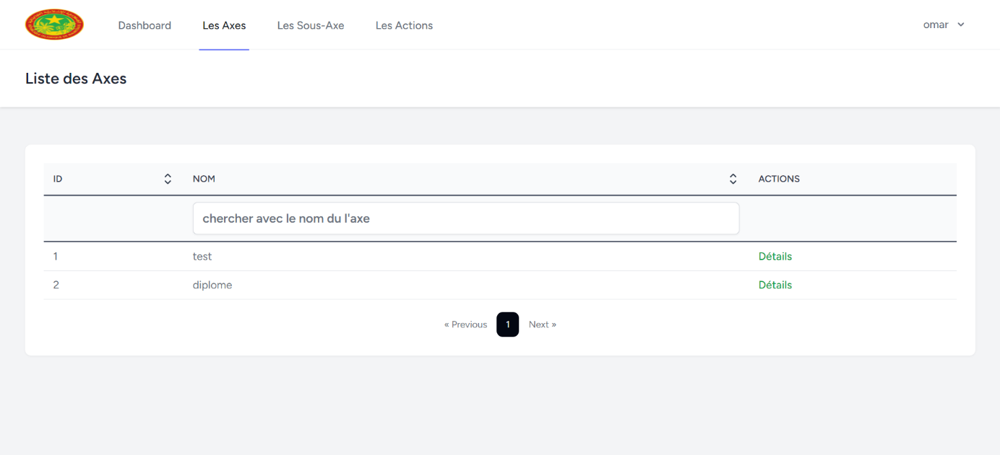 Dashboard Les Axes Les Sous-Axe Les Actions omar
Liste des Axes
ID NOM ACTIONS
chercher avec le nom du l'axe
1 test Détails
2 diplome Détails
« Previous 1 Next »